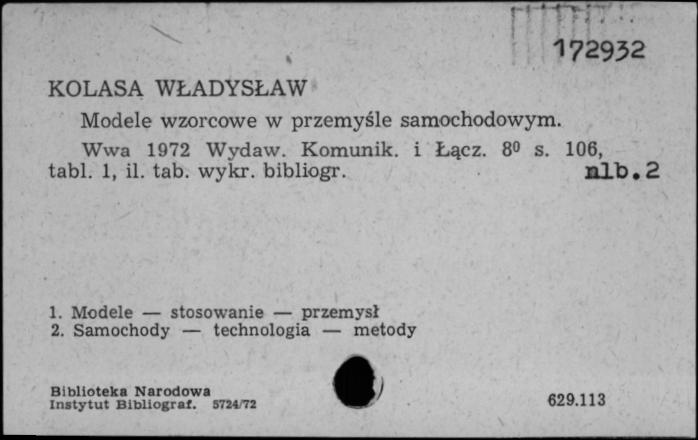 172932
KOLASA WŁADYSŁAW
Modele wzorcowe w przemyśle samochodowym.
Wwa 1972 Wydaw. Komunik. i Łącz. 8⁰ s. 106,
tabl. 1, il. tab. wykr. bibliogr. nlb.2
1. Modele — stosowanie — przemysł
2. Samochody — technologia — metody
Biblioteka Narodowa
Instytut Bibliograf. 5724/72 629.113